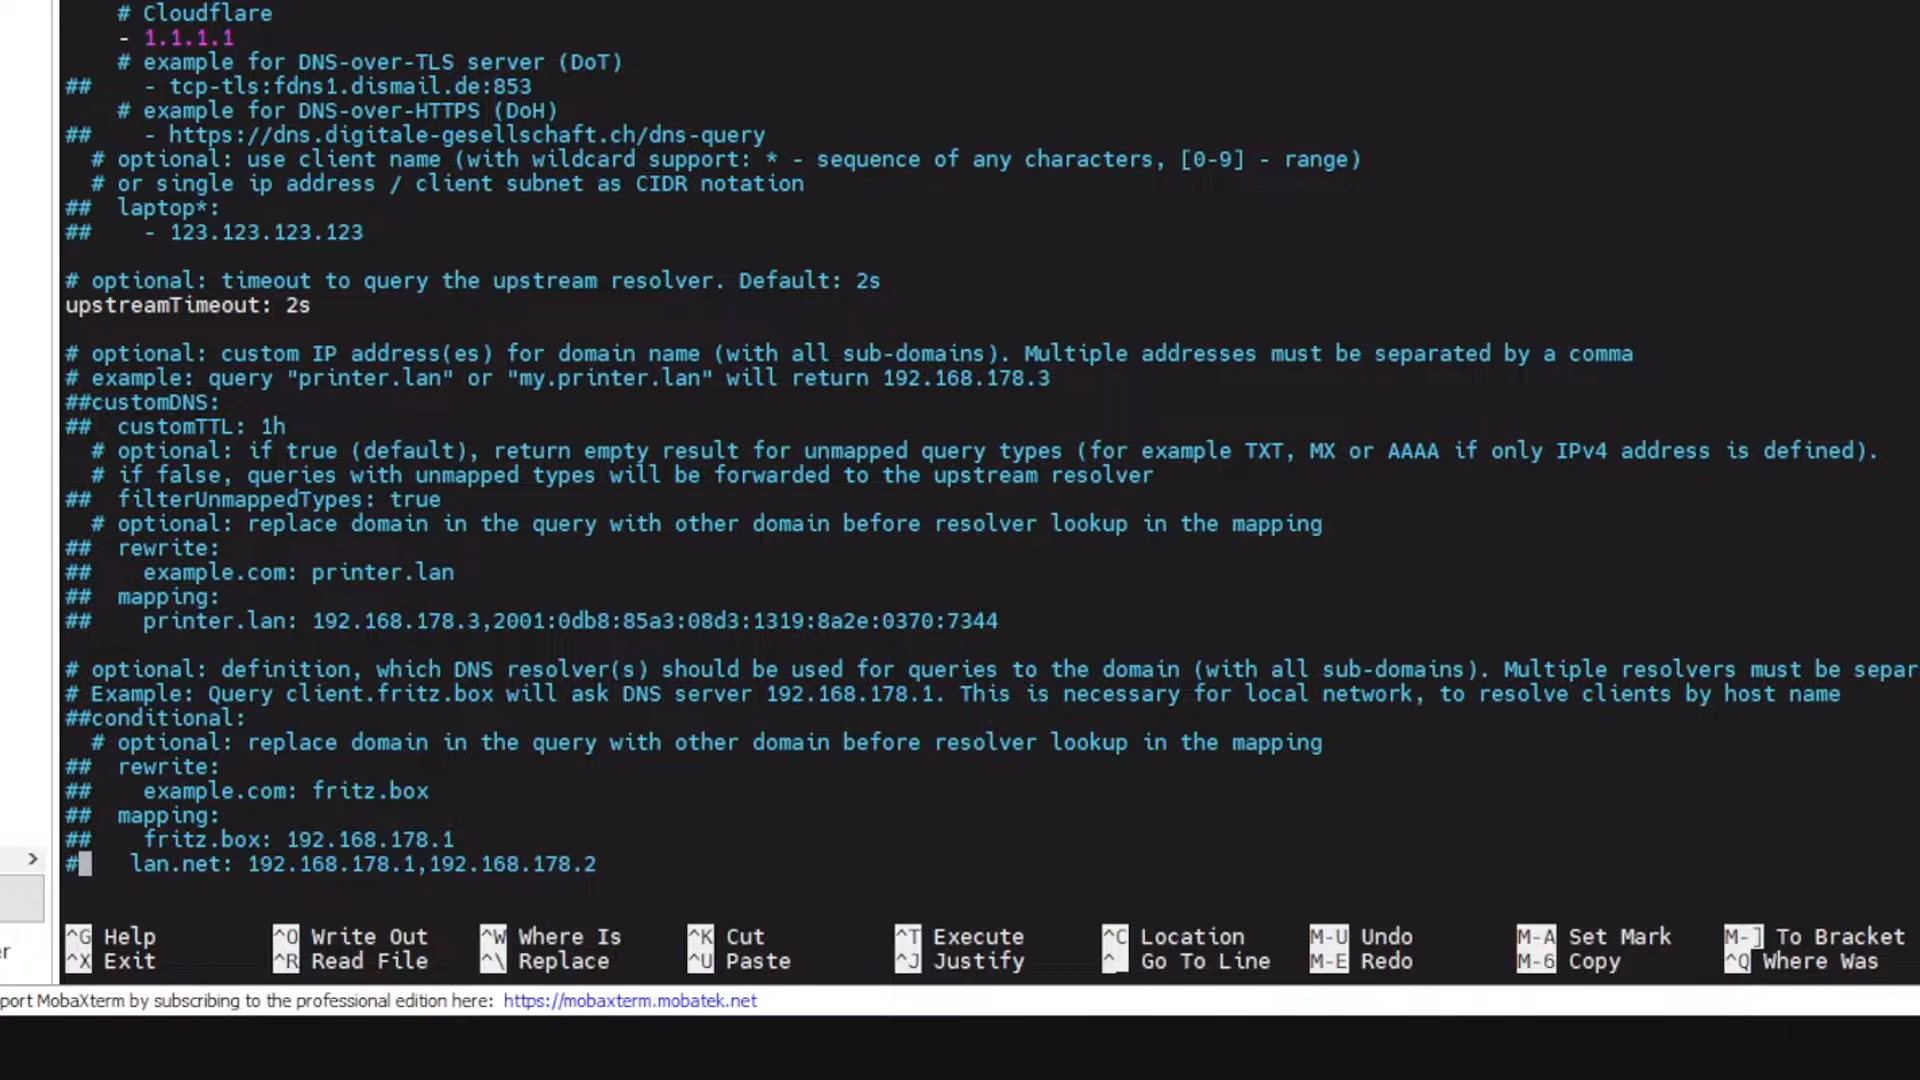 # Cloudflare
- 1.1.1.1
# example for DNS-over-TLS server (DoT)
## - tcp-tls:fdns1.dismail.de:853
# example for DNS-over-HTTPS (DoH)
## - https://dns.digitale-gesellschaft.ch/dns-query
# optional: use client name (with wildcard support: * - sequence of any characters, [0-9] - range)
# or single ip address / client subnet as CIDR notation
## laptop*:
## - 123.123.123.123
# optional: timeout to query the upstream resolver. Default: 2s
upstreamTimeout: 2s
# optional: custom IP address(es) for domain name (with all sub-domains). Multiple addresses must be separated by a comma
# example: query "printer.lan" or "my.printer.lan" will return 192.168.178.3
##customDNS:
## customTTL: 1h
# optional: if true (default), return empty result for unmapped query types (for example TXT, MX or AAAA if only IPv4 address is defined).
# if false, queries with unmapped types will be forwarded to the upstream resolver
## filterUnmappedTypes: true
# optional: replace domain in the query with other domain before resolver lookup in the mapping
## rewrite:
## example.com: printer.lan
## mapping:
## printer.lan: 192.168.178.3,2001:0db8:85a3:08d3:1319:8a2e:0370:7344
# optional: definition, which DNS resolver(s) should be used for queries to the domain (with all sub-domains). Multiple resolvers must be separ
# Example: Query client.fritz.box will ask DNS server 192.168.178.1. This is necessary for local network, to resolve clients by host name
##conditional:
# optional: replace domain in the query with other domain before resolver lookup in the mapping
## rewrite:
## example.com: fritz.box
## mapping:
## fritz.box: 192.168.178.1
# lan.net: 192.168.178.1,192.168.178.2
^G Help ^O Write Out ^W Where Is ^K Cut ^T Execute ^C Location M-U Undo M-A Set Mark M-] To Bracket
^X Exit ^R Read File ^\ Replace ^U Paste ^J Justify ^_ Go To Line M-E Redo M-6 Copy ^Q Where Was
port MobaXterm by subscribing to the professional edition here: https://mobaxterm.mobatek.net